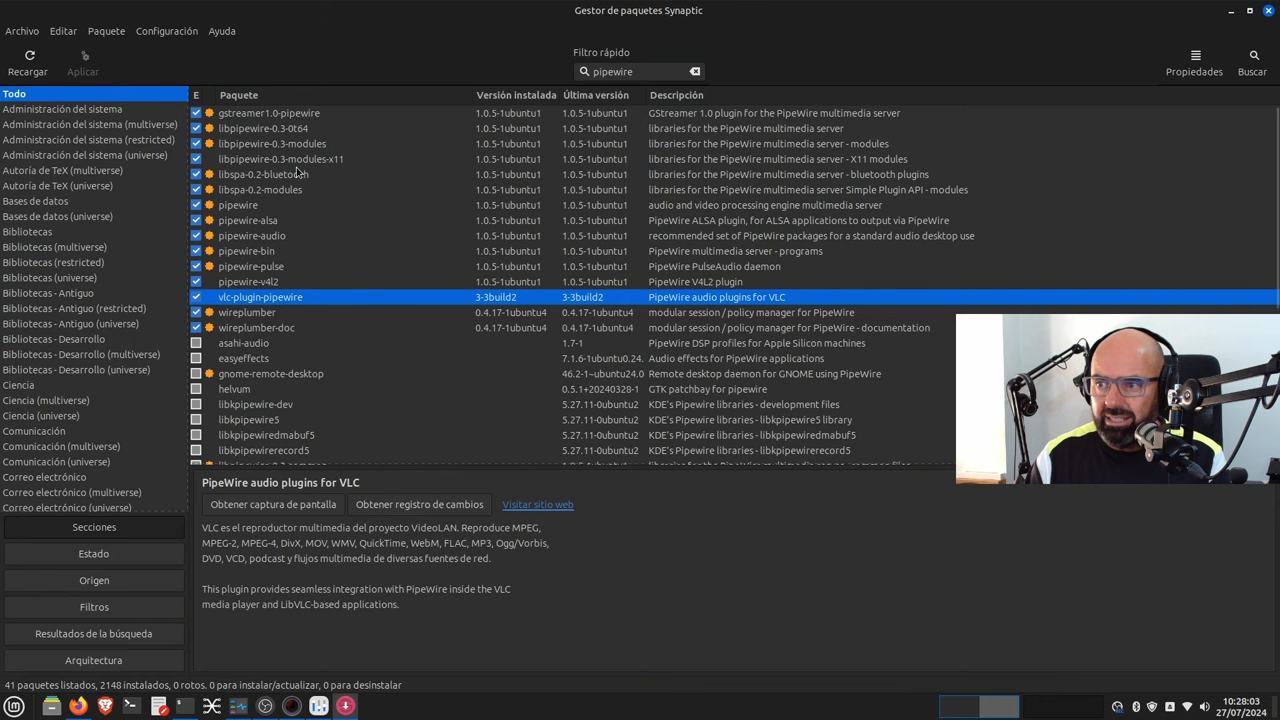 Gestor de paquetes Synaptic
Archivo Editar Paquete Configuración Ayuda
Filtro rápido
Recargar Aplicar pipewire Propiedades Buscar
Todo
Administración del sistema
Administración del sistema (multiverse)
Administración del sistema (restricted)
Administración del sistema (universe)
Autoría de TeX (multiverse)
Autoría de TeX (universe)
Bases de datos
Bases de datos (universe)
Bibliotecas
Bibliotecas (multiverse)
Bibliotecas (restricted)
Bibliotecas (universe)
Bibliotecas - Antiguo
Bibliotecas - Antiguo (restricted)
Bibliotecas - Antiguo (universe)
Bibliotecas - Desarrollo
Bibliotecas - Desarrollo (multiverse)
Bibliotecas - Desarrollo (universe)
Ciencia
Ciencia (multiverse)
Ciencia (universe)
Comunicación
Comunicación (multiverse)
Comunicación (universe)
Correo electrónico
Correo electrónico (multiverse)
Correo electrónico (universe)
Secciones
Estado
Origen
Filtros
Resultados de la búsqueda
Arquitectura
E Paquete Versión instalada Última versión Descripción
gstreamer1.0-pipewire 1.0.5-1ubuntu1 1.0.5-1ubuntu1 GStreamer 1.0 plugin for the PipeWire multimedia server
libpipewire-0.3-0t64 1.0.5-1ubuntu1 1.0.5-1ubuntu1 libraries for the PipeWire multimedia server
libpipewire-0.3-modules 1.0.5-1ubuntu1 1.0.5-1ubuntu1 libraries for the PipeWire multimedia server - modules
libpipewire-0.3-modules-x11 1.0.5-1ubuntu1 1.0.5-1ubuntu1 libraries for the PipeWire multimedia server - X11 modules
libspa-0.2-bluetooth 1.0.5-1ubuntu1 1.0.5-1ubuntu1 libraries for the PipeWire multimedia server - bluetooth plugins
libspa-0.2-modules 1.0.5-1ubuntu1 1.0.5-1ubuntu1 libraries for the PipeWire multimedia server Simple Plugin API - modules
pipewire 1.0.5-1ubuntu1 1.0.5-1ubuntu1 audio and video processing engine multimedia server
pipewire-alsa 1.0.5-1ubuntu1 1.0.5-1ubuntu1 PipeWire ALSA plugin, for ALSA applications to output via PipeWire
pipewire-audio 1.0.5-1ubuntu1 1.0.5-1ubuntu1 recommended set of PipeWire packages for a standard audio desktop use
pipewire-bin 1.0.5-1ubuntu1 1.0.5-1ubuntu1 PipeWire multimedia server - programs
pipewire-pulse 1.0.5-1ubuntu1 1.0.5-1ubuntu1 PipeWire PulseAudio daemon
pipewire-v4l2 1.0.5-1ubuntu1 1.0.5-1ubuntu1 PipeWire V4L2 plugin
vlc-plugin-pipewire 3-3build2 3-3build2 PipeWire audio plugins for VLC
wireplumber 0.4.17-1ubuntu4 0.4.17-1ubuntu4 modular session / policy manager for PipeWire
wireplumber-doc 0.4.17-1ubuntu4 0.4.17-1ubuntu4 modular session / policy manager for PipeWire - documentation
asahi-audio 1.7-1 PipeWire DSP profiles for Apple Silicon machines
easyeffects 7.1.6-1ubuntu0.24. Audio effects for PipeWire applications
gnome-remote-desktop 46.2-1~ubuntu24.0 Remote desktop daemon for GNOME using PipeWire
helvum 0.5.1+20240328-1 GTK patchbay for pipewire
libkpipewire-dev 5.27.11-0ubuntu2 KDE's Pipewire libraries - development files
libkpipewire5 5.27.11-0ubuntu2 KDE's Pipewire libraries - libkpipewire5 library
libkpipewiredmabuf5 5.27.11-0ubuntu2 KDE's Pipewire libraries - libkpipewiredmabuf5
libkpipewirerecord5 5.27.11-0ubuntu2 KDE's Pipewire libraries - libkpipewirerecord5
PipeWire audio plugins for VLC
Obtener captura de pantalla Obtener registro de cambios Visitar sitio web
VLC es el reproductor multimedia del proyecto VideoLAN. Reproduce MPEG,
MPEG-2, MPEG-4, DivX, MOV, WMV, QuickTime, WebM, FLAC, MP3, Ogg/Vorbis,
DVD, VCD, podcast y flujos multimedia de diversas fuentes de red.
This plugin provides seamless integration with PipeWire inside the VLC
media player and LibVLC-based applications.
41 paquetes listados, 2148 instalados, 0 rotos. 0 para instalar/actualizar, 0 para desinstalar
10:28:03
27/07/2024